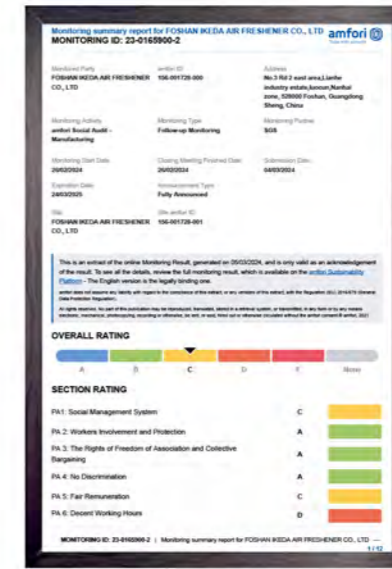 Monitoring summary report for FOSHAN IKEDA AIR FRESHENER CO., LTD
MONITORING ID: 23-0165900-2
amfori
Trade with purpose
Monitored Party
amfori ID
Address
FOSHAN IKEDA AIR FRESHENER CO., LTD
156-001728-000
No.3 Rd 2 east area,Lianhe industry estate,luocun,Nanhai zone, 528000 Foshan, Guangdong Sheng, China
Monitoring Activity
Monitoring Type
Monitoring Partner
amfori Social Audit - Manufacturing
Follow-up Monitoring
SGS
Monitoring Start Date
Closing Meeting Finished Date
Submission Date
26/02/2024
04/03/2024
Expiration Date
Announcement Type
24/03/2025
Fully Announced
Site
Site amfori ID
FOSHAN IKEDA AIR FRESHENER CO., LTD
156-001728-001
This is an extract of the online Monitoring Result, generated on 05/03/2024, and is only valid as an acknowledgement
of the result. To see all the details, review the full monitoring result, which is available on the amfori Sustainability
Platform - The English version is the legally binding one.
OVERALL RATING
A B C D E None
SECTION RATING
PA1: Social Management System C
PA 2: Workers Involvement and Protection A
PA 3: The Rights of Freedom of Association and Collective
Bargaining A
PA 4: No Discrimination A
PA 5: Fair Remuneration C
PA 6: Decent Working Hours D
MONITORING ID: 23-0165900-2 | Monitoring summary report for FOSHAN IKEDA AIR FRESHENER CO., LTD
1/12